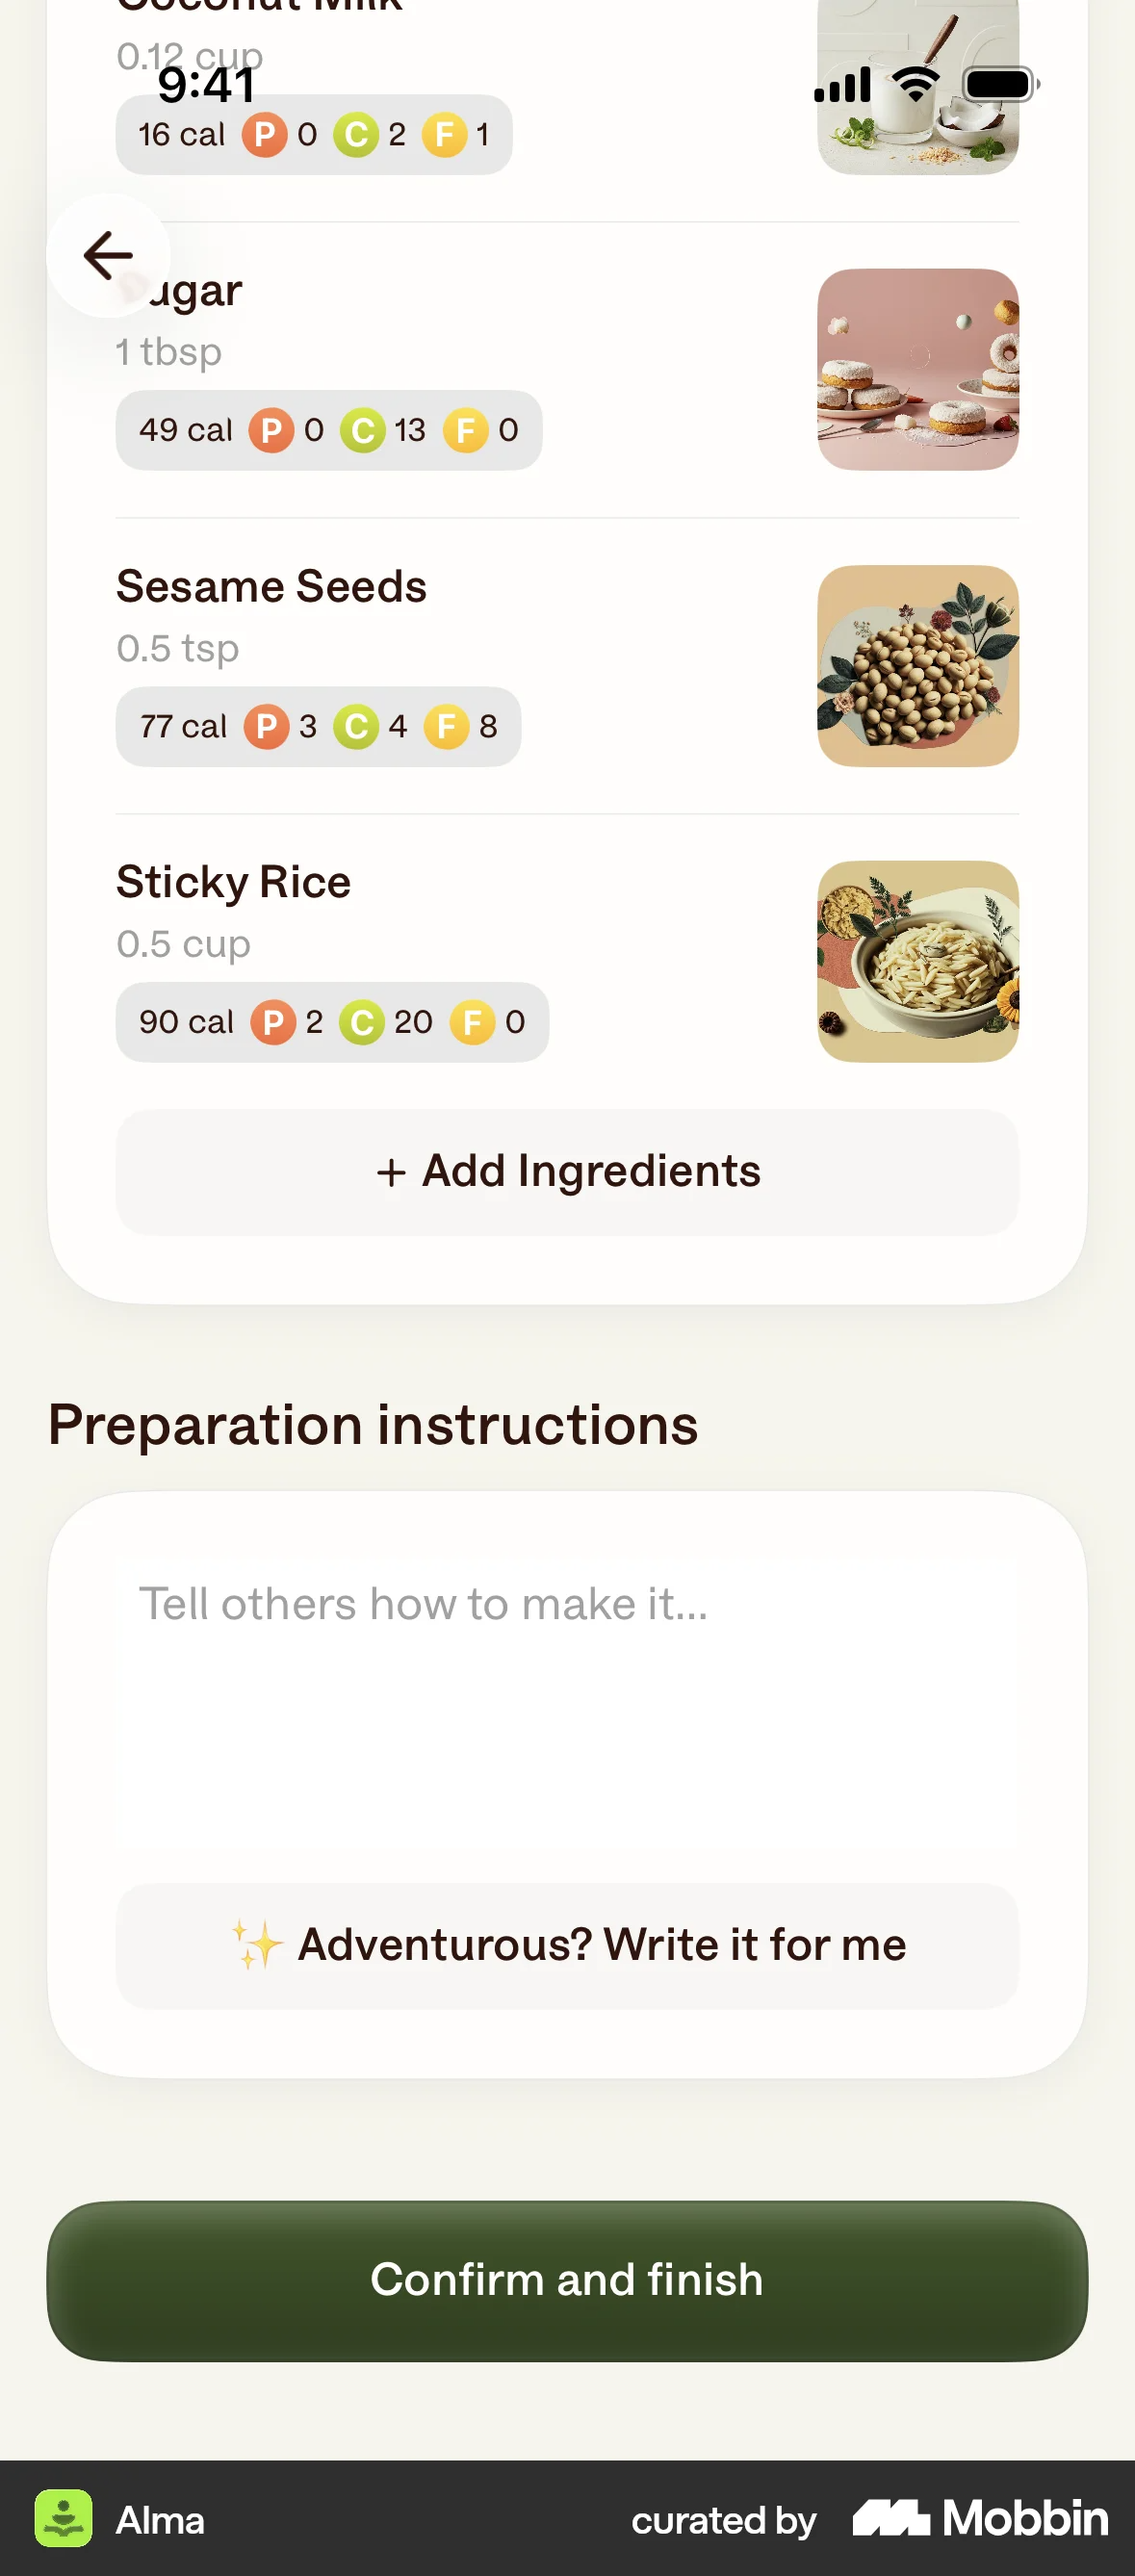 Coconut Milk
0.12 cup
9:41
16 cal P 0 C 2 F 1
ugar
1 tbsp
49 cal P 0 C 13 F 0
Sesame Seeds
0.5 tsp
77 cal P 3 C 4 F 8
Sticky Rice
0.5 cup
90 cal P 2 C 20 F 0
+ Add Ingredients
Preparation instructions
Tell others how to make it...
✨ Adventurous? Write it for me
Confirm and finish
Alma
curated by Mobbin